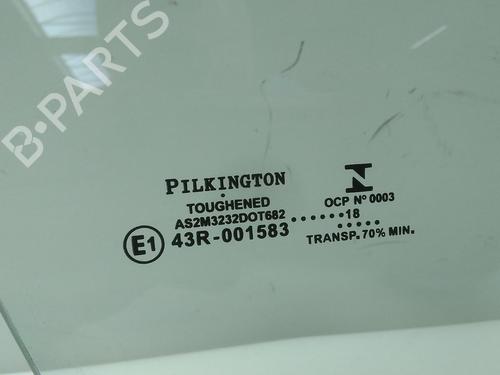 B-PARTS
PILKINGTON
TOUGHENED
AS2M3232DOT682
E1 43R-001583
N
OCP Nº 0003
......18
.....
TRANSP. 70% MIN.